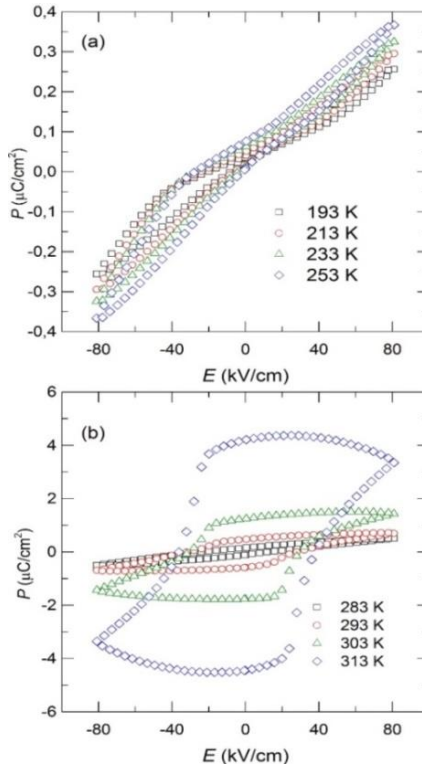 (a)
0,4
0,3
0,2
0,1
0,0
-0,1
-0,2
-0,3
-0,4
P (μC/cm²)
193 K
213 K
233 K
253 K
-80 -40 0 40 80
E (kV/cm)
(b)
6
4
2
0
-2
-4
-6
P (μC/cm²)
283 K
293 K
303 K
313 K
-80 -40 0 40 80
E (kV/cm)